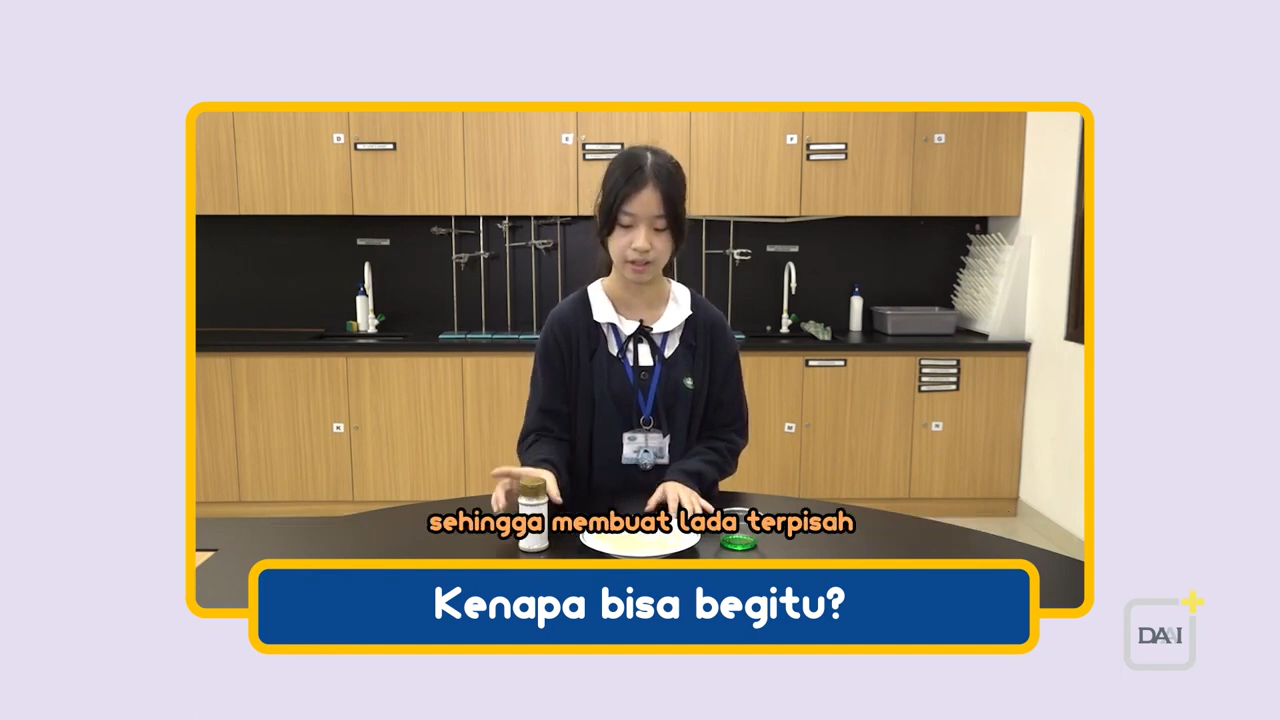 D
E
F
G
K
M
N
sehingga membuat lada terpisah
Kenapa bisa begitu?
DAAI+